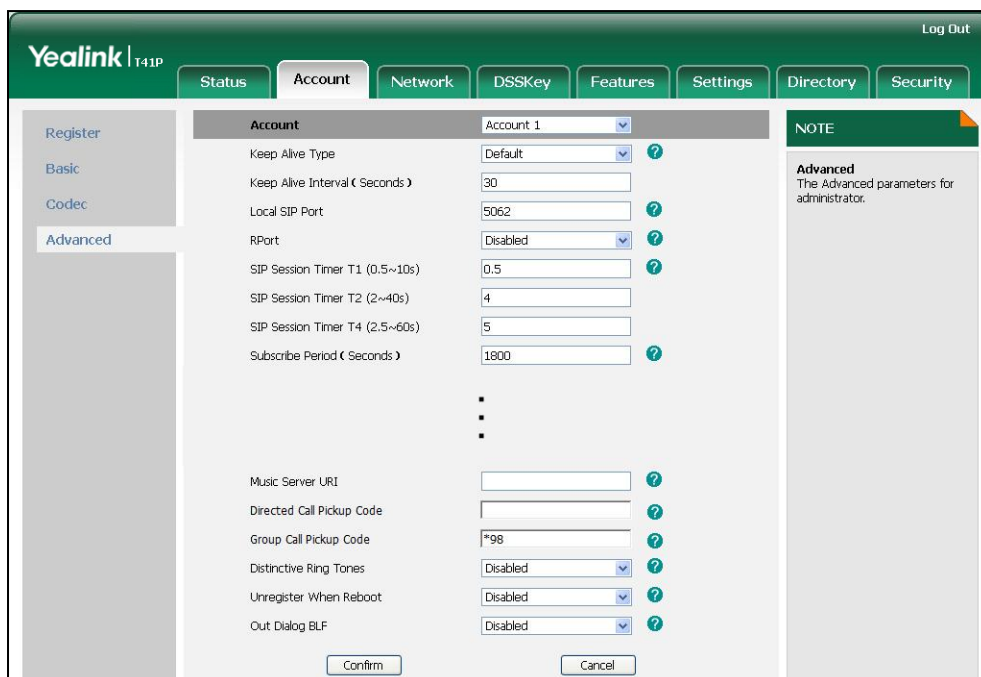 Log Out
Yealink T41P
Status Account Network DSSKey Features Settings Directory Security
Register
Basic
Codec
Advanced
Account Account 1
Keep Alive Type Default ?
Keep Alive Interval ( Seconds ) 30
Local SIP Port 5062 ?
RPort Disabled ?
SIP Session Timer T1 (0.5~10s) 0.5 ?
SIP Session Timer T2 (2~40s) 4
SIP Session Timer T4 (2.5~60s) 5
Subscribe Period ( Seconds ) 1800 ?
Music Server URI ?
Directed Call Pickup Code ?
Group Call Pickup Code *98 ?
Distinctive Ring Tones Disabled ?
Unregister When Reboot Disabled ?
Out Dialog BLF Disabled ?
Confirm Cancel
NOTE
Advanced
The Advanced parameters for
administrator.